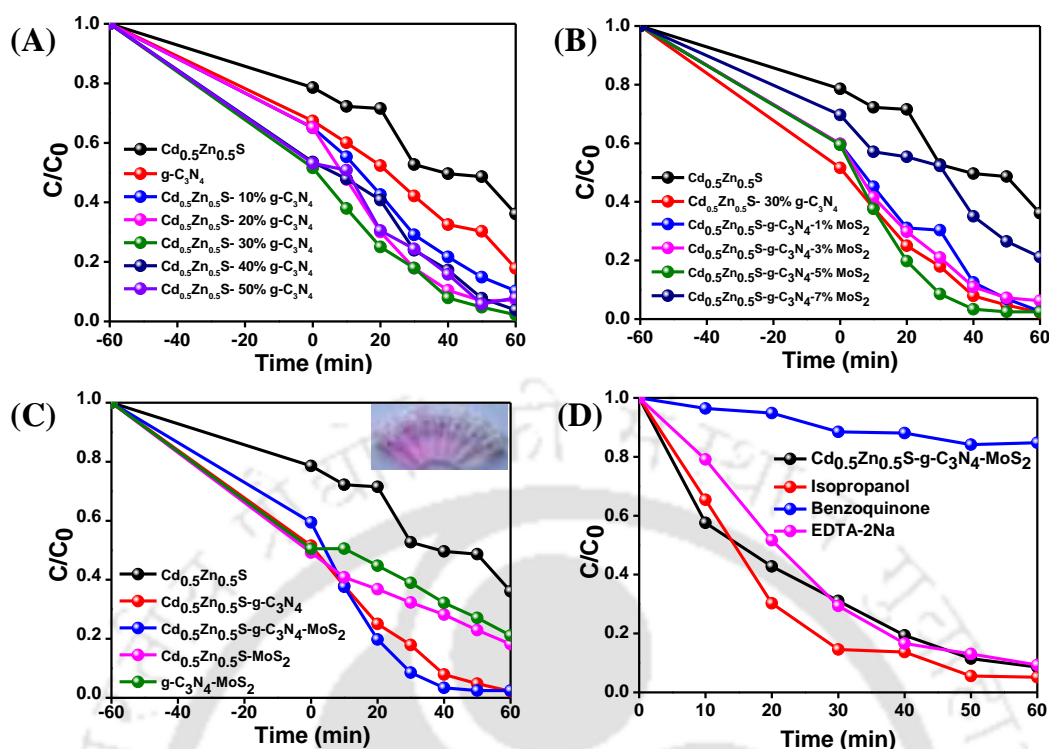 (A)
1.0
0.8
0.6
0.4
0.2
0.0
C/C₀
Cd₀.₅Zn₀.₅S
g-C₃N₄
Cd₀.₅Zn₀.₅S- 10% g-C₃N₄
Cd₀.₅Zn₀.₅S- 20% g-C₃N₄
Cd₀.₅Zn₀.₅S- 30% g-C₃N₄
Cd₀.₅Zn₀.₅S- 40% g-C₃N₄
Cd₀.₅Zn₀.₅S- 50% g-C₃N₄
-60 -40 -20 0 20 40 60
Time (min)
(B)
1.0
0.8
0.6
0.4
0.2
0.0
C/C₀
Cd₀.₅Zn₀.₅S
Cd₀.₅Zn₀.₅S- 30% g-C₃N₄
Cd₀.₅Zn₀.₅S-g-C₃N₄-1% MoS₂
Cd₀.₅Zn₀.₅S-g-C₃N₄-3% MoS₂
Cd₀.₅Zn₀.₅S-g-C₃N₄-5% MoS₂
Cd₀.₅Zn₀.₅S-g-C₃N₄-7% MoS₂
-60 -40 -20 0 20 40 60
Time (min)
(C)
1.0
0.8
0.6
0.4
0.2
0.0
C/C₀
Cd₀.₅Zn₀.₅S
Cd₀.₅Zn₀.₅S-g-C₃N₄
Cd₀.₅Zn₀.₅S-g-C₃N₄-MoS₂
Cd₀.₅Zn₀.₅S-MoS₂
g-C₃N₄-MoS₂
-60 -40 -20 0 20 40 60
Time (min)
(D)
1.0
0.8
0.6
0.4
0.2
0.0
C/C₀
Cd₀.₅Zn₀.₅S-g-C₃N₄-MoS₂
Isopropanol
Benzoquinone
EDTA-2Na
0 10 20 30 40 50 60
Time (min)